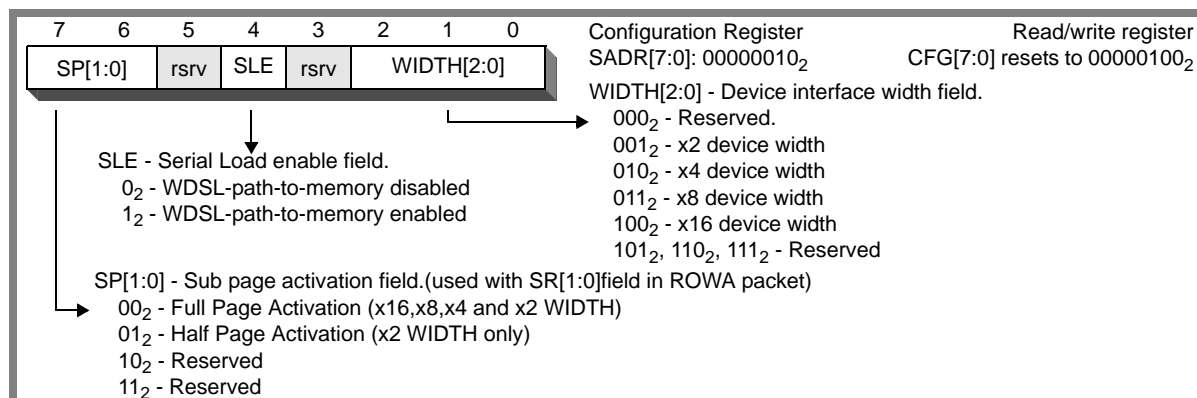 7 6 5 4 3 2 1 0
SP[1:0] rsrv SLE rsrv WIDTH[2:0]
Configuration Register Read/write register
SADR[7:0]: 00000010₂ CFG[7:0] resets to 00000100₂
WIDTH[2:0] - Device interface width field.
000₂ - Reserved.
001₂ - x2 device width
010₂ - x4 device width
011₂ - x8 device width
100₂ - x16 device width
101₂, 110₂, 111₂ - Reserved
SLE - Serial Load enable field.
0₂ - WDSL-path-to-memory disabled
1₂ - WDSL-path-to-memory enabled
SP[1:0] - Sub page activation field.(used with SR[1:0]field in ROWA packet)
00₂ - Full Page Activation (x16,x8,x4 and x2 WIDTH)
01₂ - Half Page Activation (x2 WIDTH only)
10₂ - Reserved
11₂ - Reserved